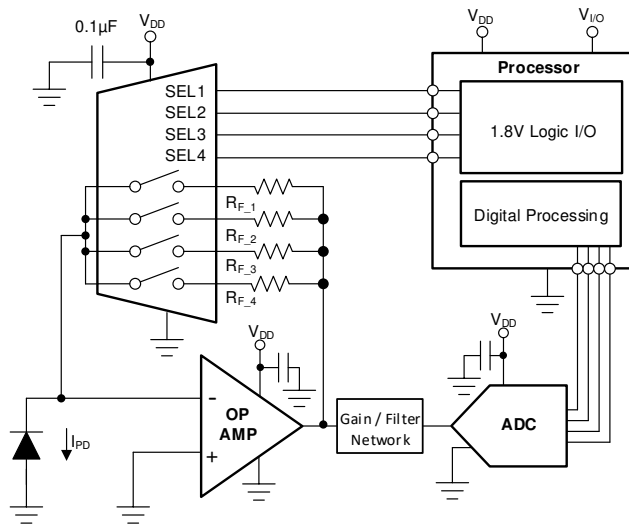 0.1µF
VDD
VDD
VI/O
Processor
SEL1
SEL2
SEL3
SEL4
1.8V Logic I/O
Digital Processing
RF_1
RF_2
RF_3
RF_4
VDD
VDD
-
+
OP
AMP
IPD
Gain / Filter
Network
ADC